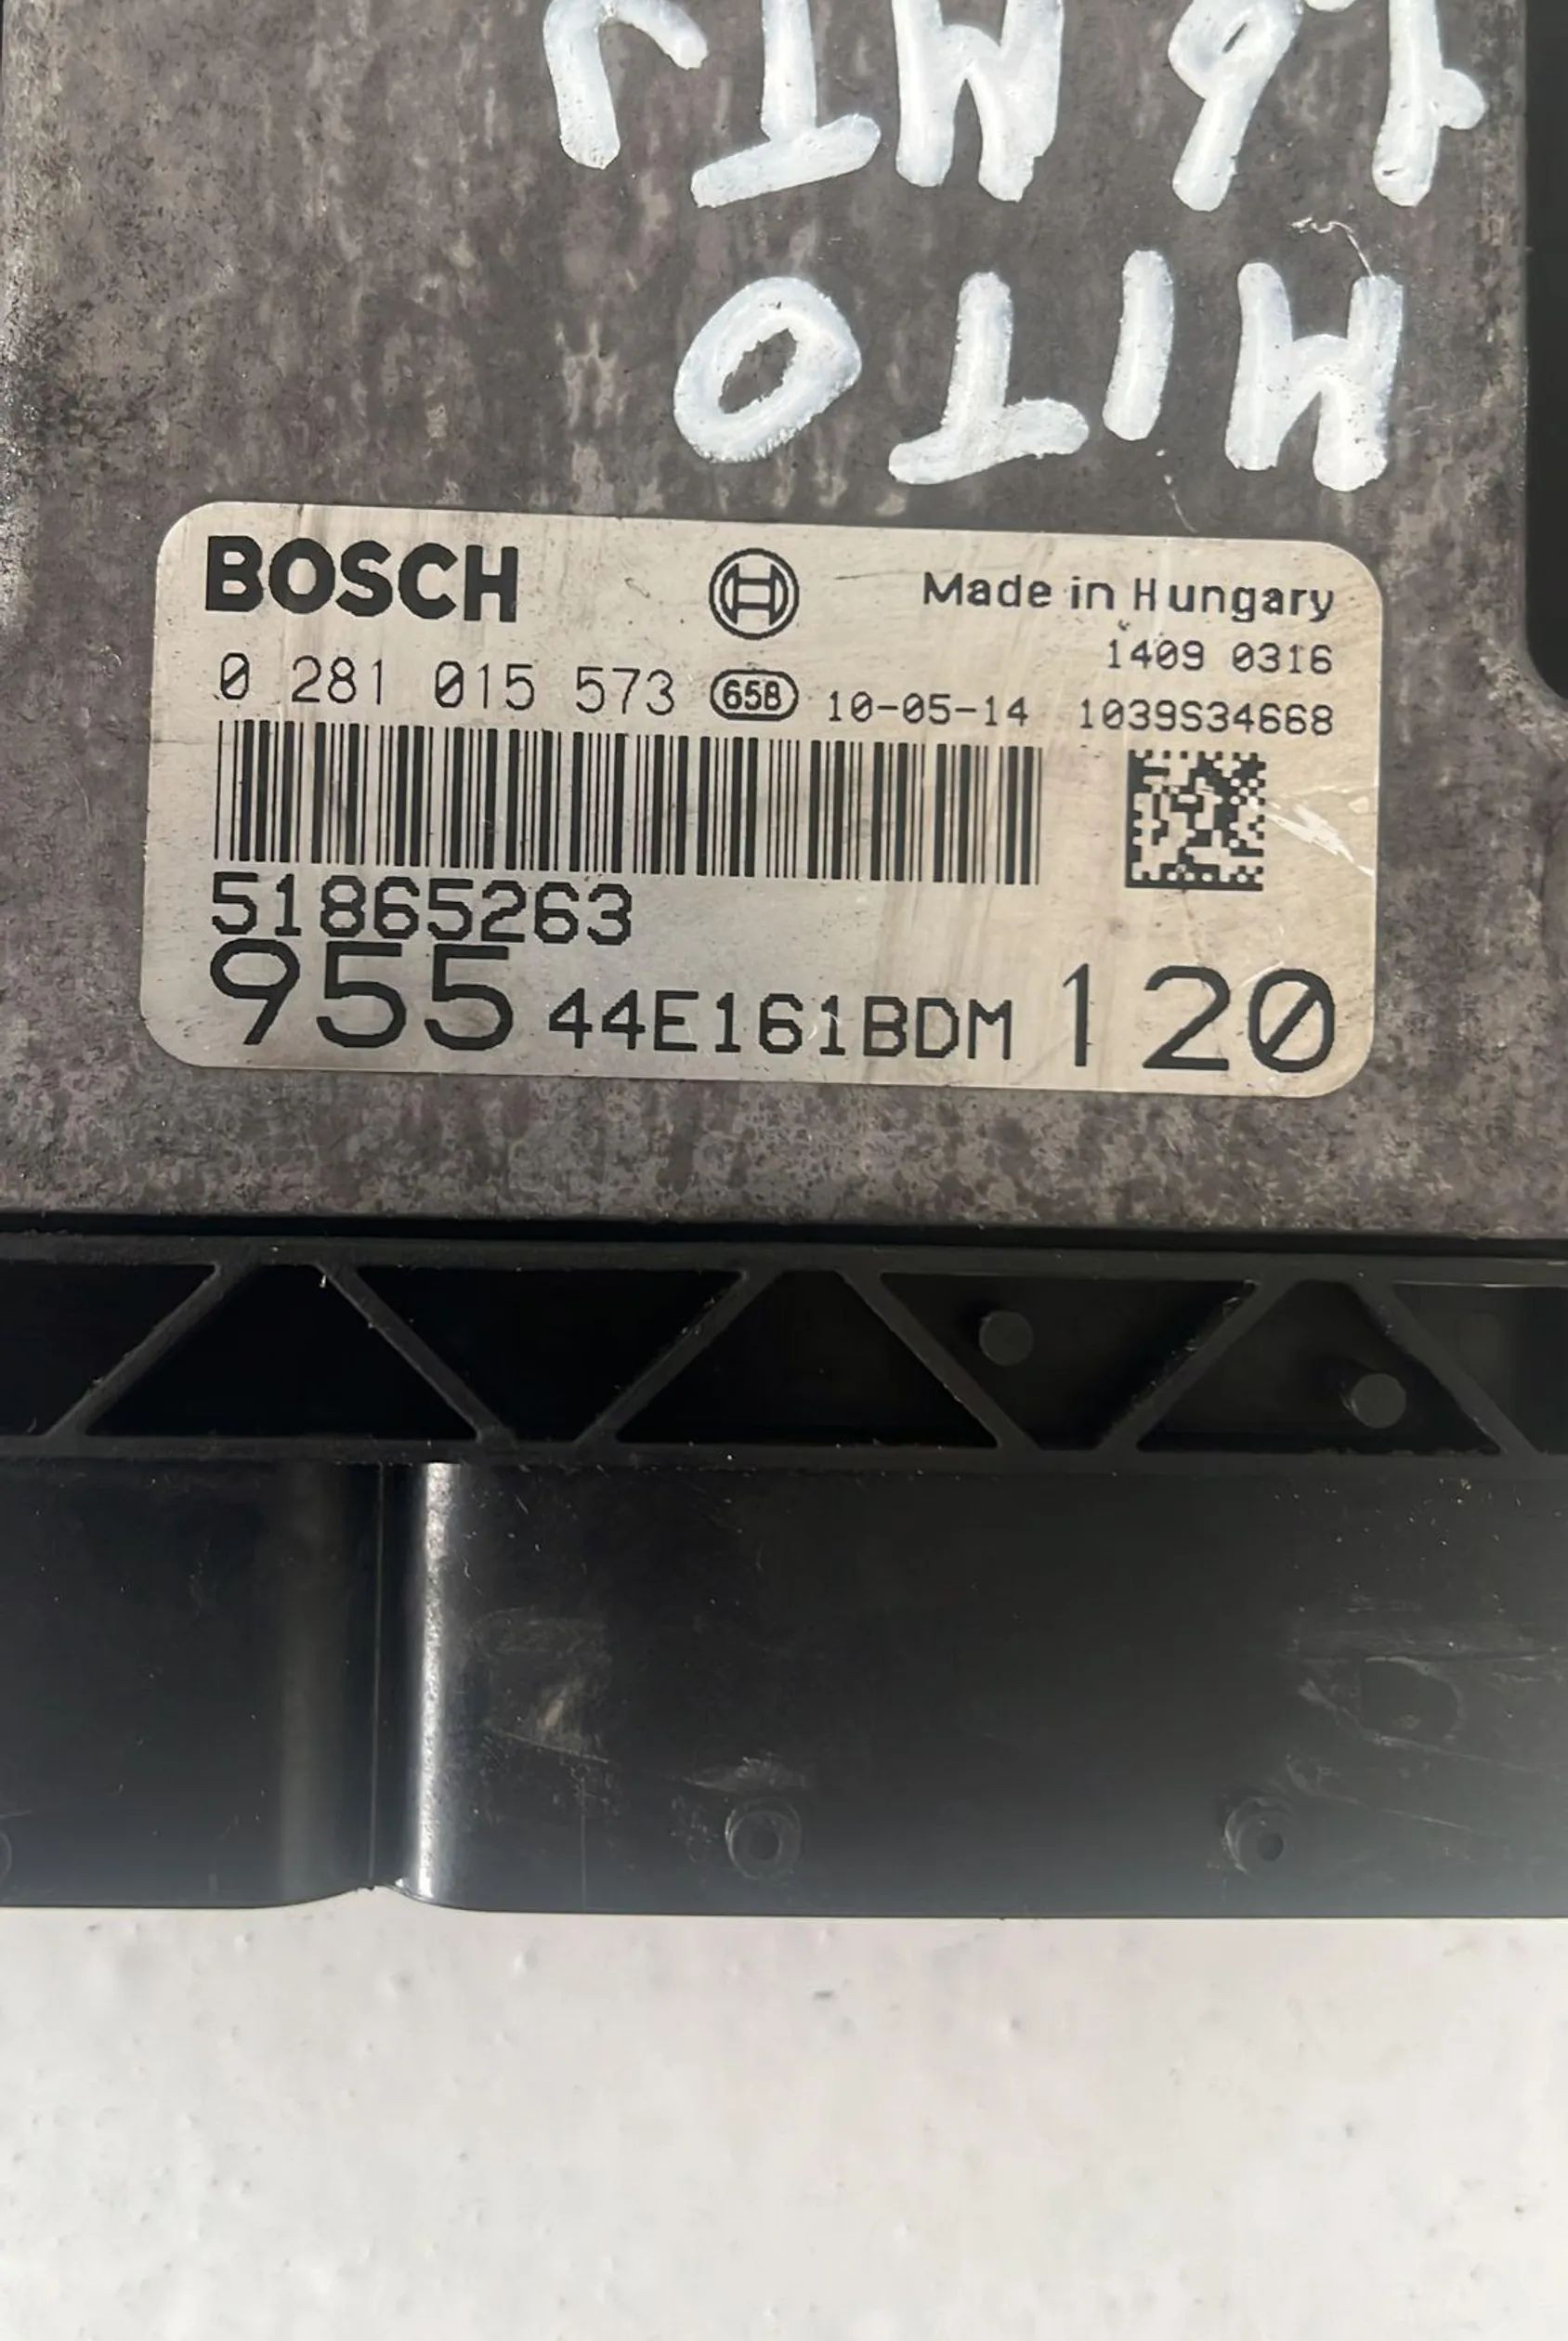 MITO
1.6 MTJ
BOSCH Made in Hungary
1409 0316
0 281 015 573 65B 10-05-14 1039S34668
51865263
955 44E161BDM 120